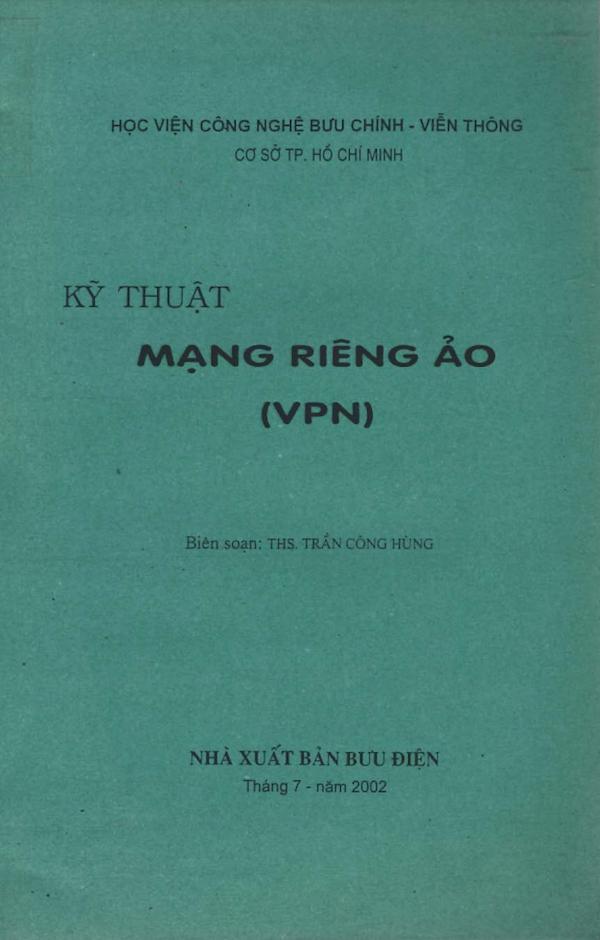 HỌC VIỆN CÔNG NGHỆ BƯU CHÍNH - VIỄN THÔNG
CƠ SỞ TP. HỒ CHÍ MINH
KỸ THUẬT
MẠNG RIÊNG ẢO
(VPN)
Biên soạn: THS. TRẦN CÔNG HÙNG
NHÀ XUẤT BẢN BƯU ĐIỆN
Tháng 7 - năm 2002